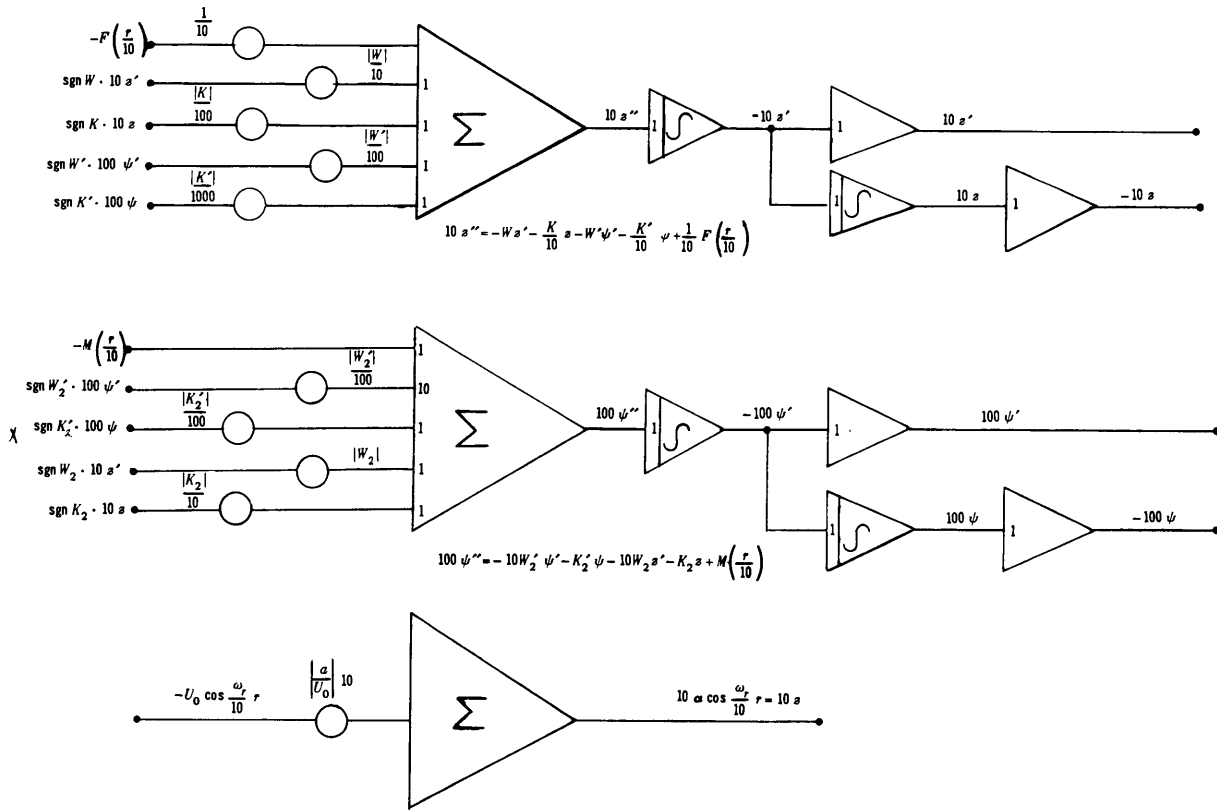 -F(r/10) 1/10
sgn W · 10 z' 1 |W|/10
sgn K · 10 z |K|/100 1
sgn W' · 100 ψ' 1 |W'|/100
sgn K' · 100 ψ |K'|/1000 1
Σ
10 z'' 1 ∫ -10 z' 1 10 z'
1 ∫ 10 z 1 -10 z
10 z'' = -Wz' - K/10 z - W'ψ' - K'/10 ψ + 1/10 F(r/10)
-M(r/10) 1
sgn W₂' · 100 ψ' |W₂'|/100 10
x sgn K₂' · 100 ψ |K₂'|/100 1
sgn W₂ · 10 z' |W₂| 1
sgn K₂ · 10 z |K₂|/10 1
Σ
100 ψ'' 1 ∫ -100 ψ' 1 100 ψ'
1 ∫ 100 ψ 1 -100 ψ
100 ψ'' = -10W₂' ψ' - K₂' ψ - 10W₂ z' - K₂ z + M(r/10)
-U₀ cos ω_r/10 r |a/U₀| 10
Σ
10 α cos ω_r/10 r = 10 z